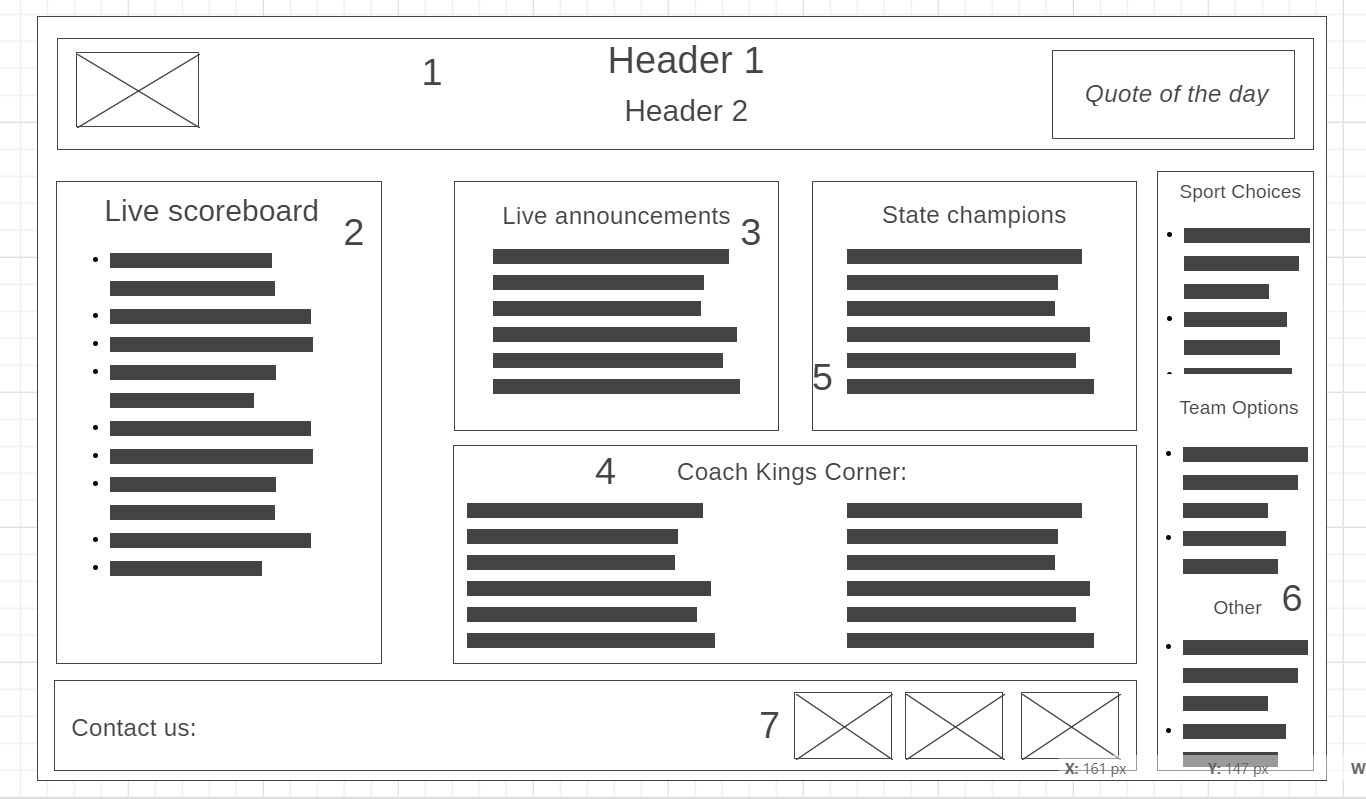 1
Header 1
Header 2
Quote of the day
Live scoreboard
2
Live announcements
3
State champions
5
4
Coach Kings Corner:
Sport Choices
Team Options
Other
6
Contact us:
7
X: 161 px
Y: 147 px
W